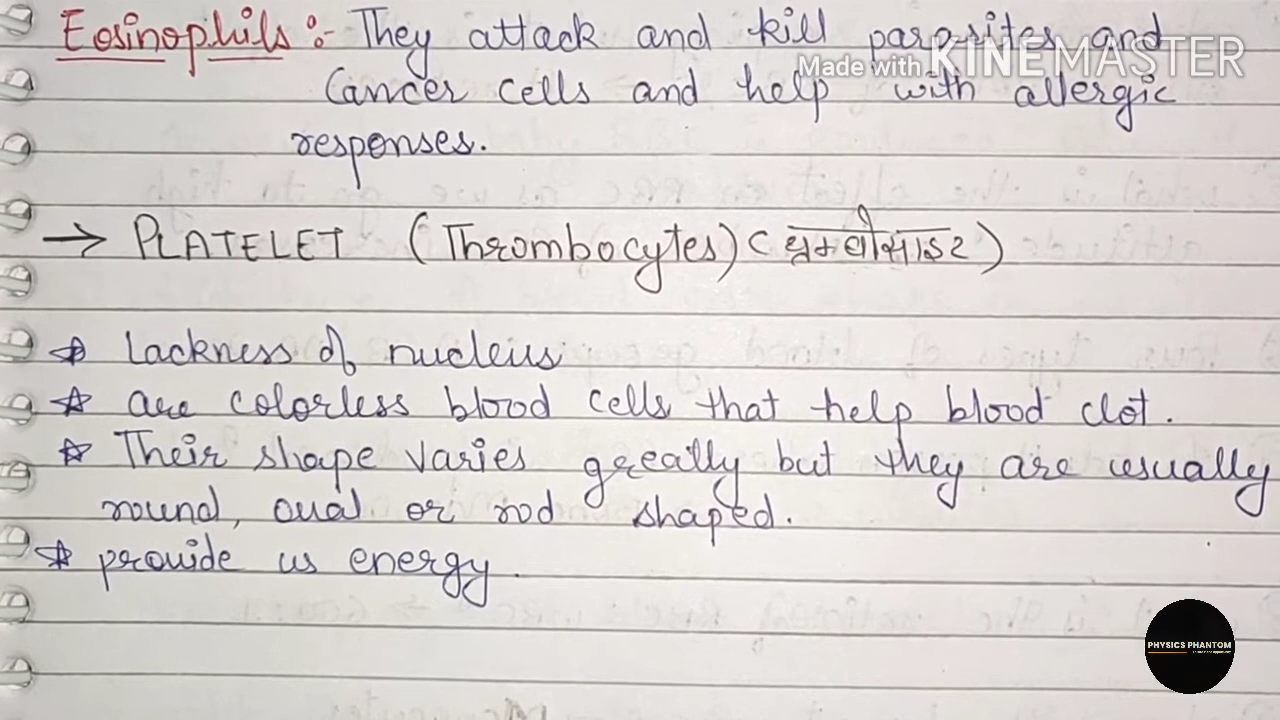 Eosinophils :- They attack and kill parasites and
Made with KINEMASTER
Cancer cells and help with allergic
responses.
→ PLATELET (Thrombocytes) (
☆ lackness of nucleus
☆ are colorless blood cells that help blood clot.
☆ Their shape varies greatly but they are usually
round, oval or rod shaped.
☆ provide us energy.
PHYSICS PHANTOM